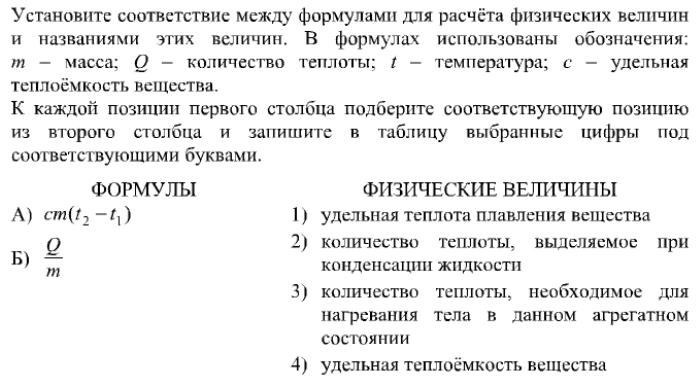 Установите соответствие между формулами для расчёта физических величин
и названиями этих величин. В формулах использованы обозначения:
m – масса; Q – количество теплоты; t – температура; c – удельная
теплоёмкость вещества.
К каждой позиции первого столбца подберите соответствующую позицию
из второго столбца и запишите в таблицу выбранные цифры под
соответствующими буквами.
ФОРМУЛЫ
А) cm(t₂ – t₁)
Б) Q/m
ФИЗИЧЕСКИЕ ВЕЛИЧИНЫ
1) удельная теплота плавления вещества
2) количество теплоты, выделяемое при
конденсации жидкости
3) количество теплоты, необходимое для
нагревания тела в данном агрегатном
состоянии
4) удельная теплоёмкость вещества